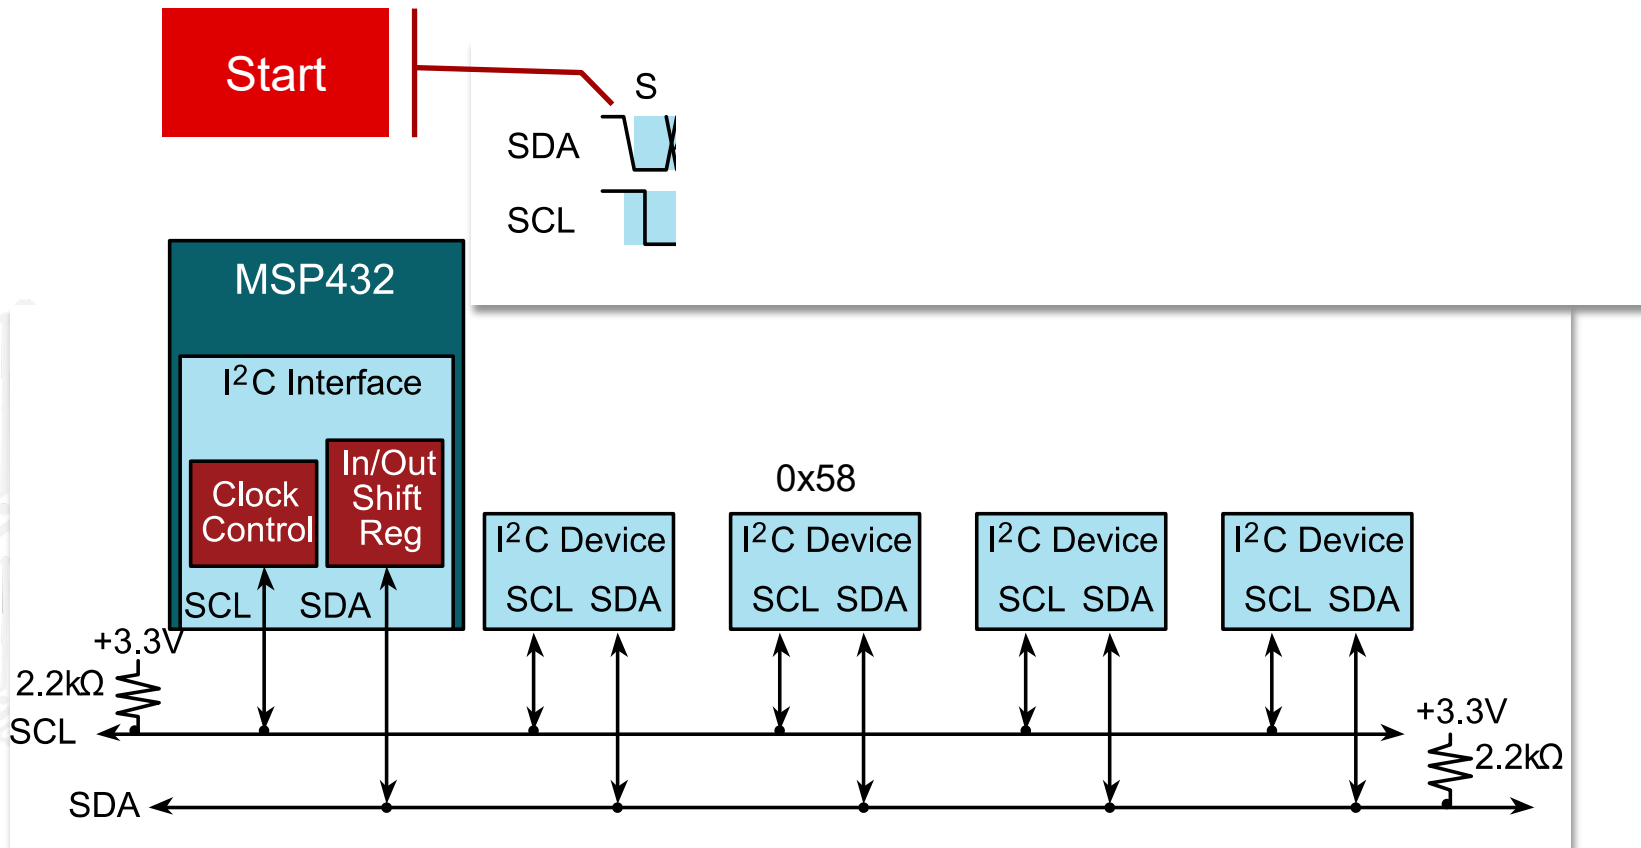 Start
S
SDA
SCL
MSP432
I²C Interface
Clock
Control
In/Out
Shift
Reg
SCL SDA
0x58
I²C Device
SCL SDA
I²C Device
SCL SDA
I²C Device
SCL SDA
I²C Device
SCL SDA
+3.3V
2.2kΩ
SCL
+3.3V
2.2kΩ
SDA